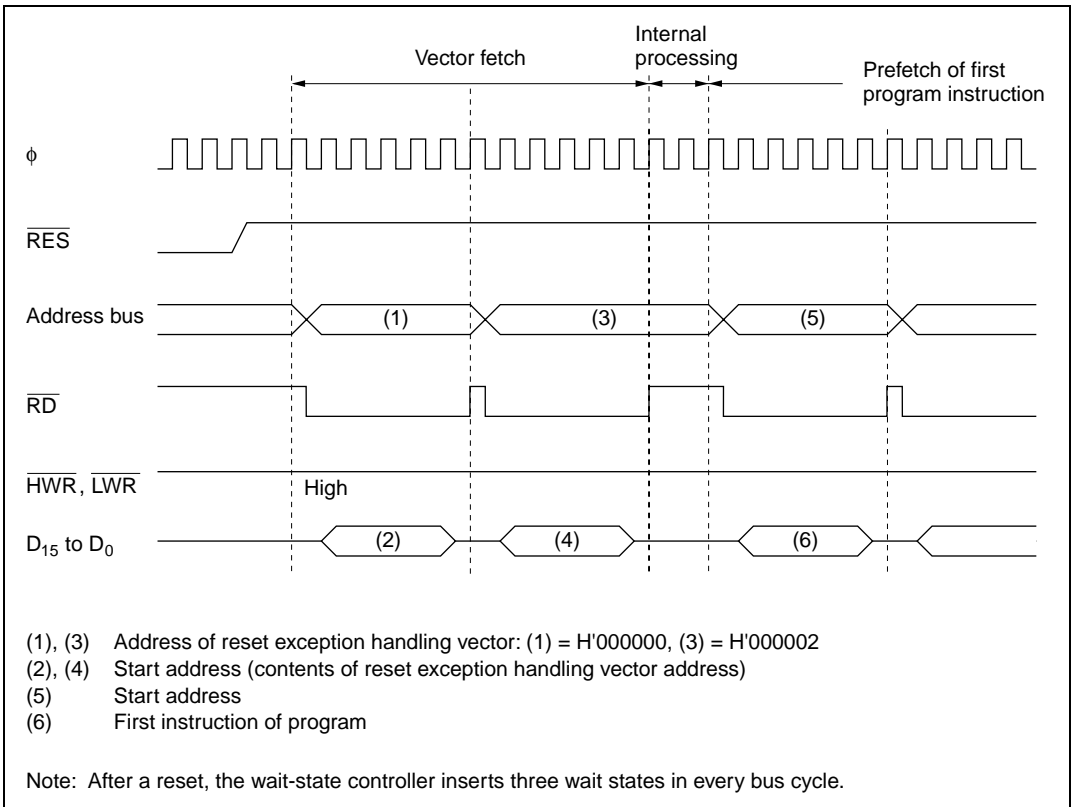 Internal
processing
Vector fetch
Prefetch of first
program instruction
ϕ
RES
Address bus
(1)
(3)
(5)
RD
HWR, LWR
High
D15 to D0
(2)
(4)
(6)
(1), (3) Address of reset exception handling vector: (1) = H'000000, (3) = H'000002
(2), (4) Start address (contents of reset exception handling vector address)
(5) Start address
(6) First instruction of program
Note: After a reset, the wait-state controller inserts three wait states in every bus cycle.